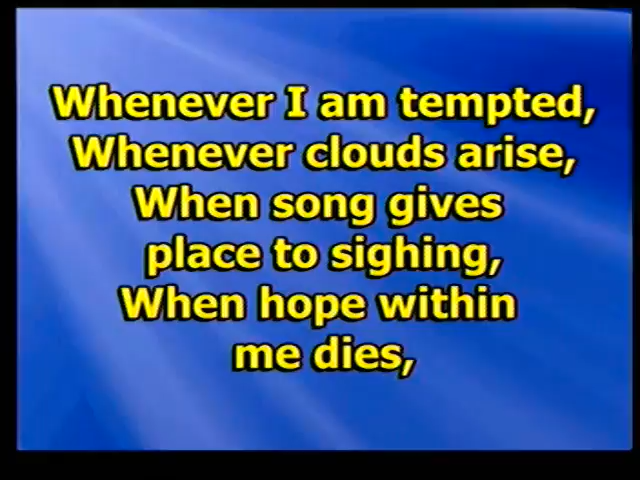 Whenever I am tempted,
Whenever clouds arise,
When song gives
place to sighing,
When hope within
me dies,